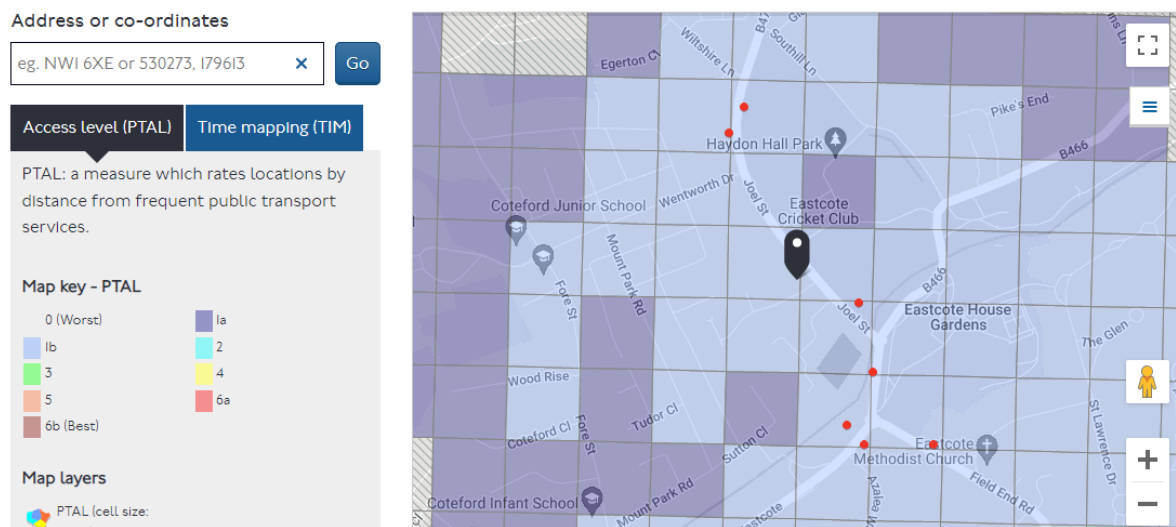 Address or co-ordinates
eg. NW1 6XE or 530273, 179613
×
Go
Access level (PTAL)
Time mapping (TIM)
PTAL: a measure which rates locations by
distance from frequent public transport
services.
Map key - PTAL
0 (Worst)
1a
1b
2
3
4
5
6a
6b (Best)
Map layers
PTAL (cell size:
Egerton Cl
Wiltshire Ln
Southill Ln
Pike's End
B466
Haydon Hall Park
Wentworth Dr
Joel St
Coteford Junior School
Eastcote
Cricket Club
Mount Park Rd
Fore St
B466
Joel St
Eastcote House
Gardens
The Glen
Wood Rise
Tudor Cl
Coteford Cl
Fore St
Sutton Cl
St Lawrence Dr
Eastcote
Methodist Church
Field End Rd
Coteford Infant School
Mount Park Rd
Eastcote
+
−